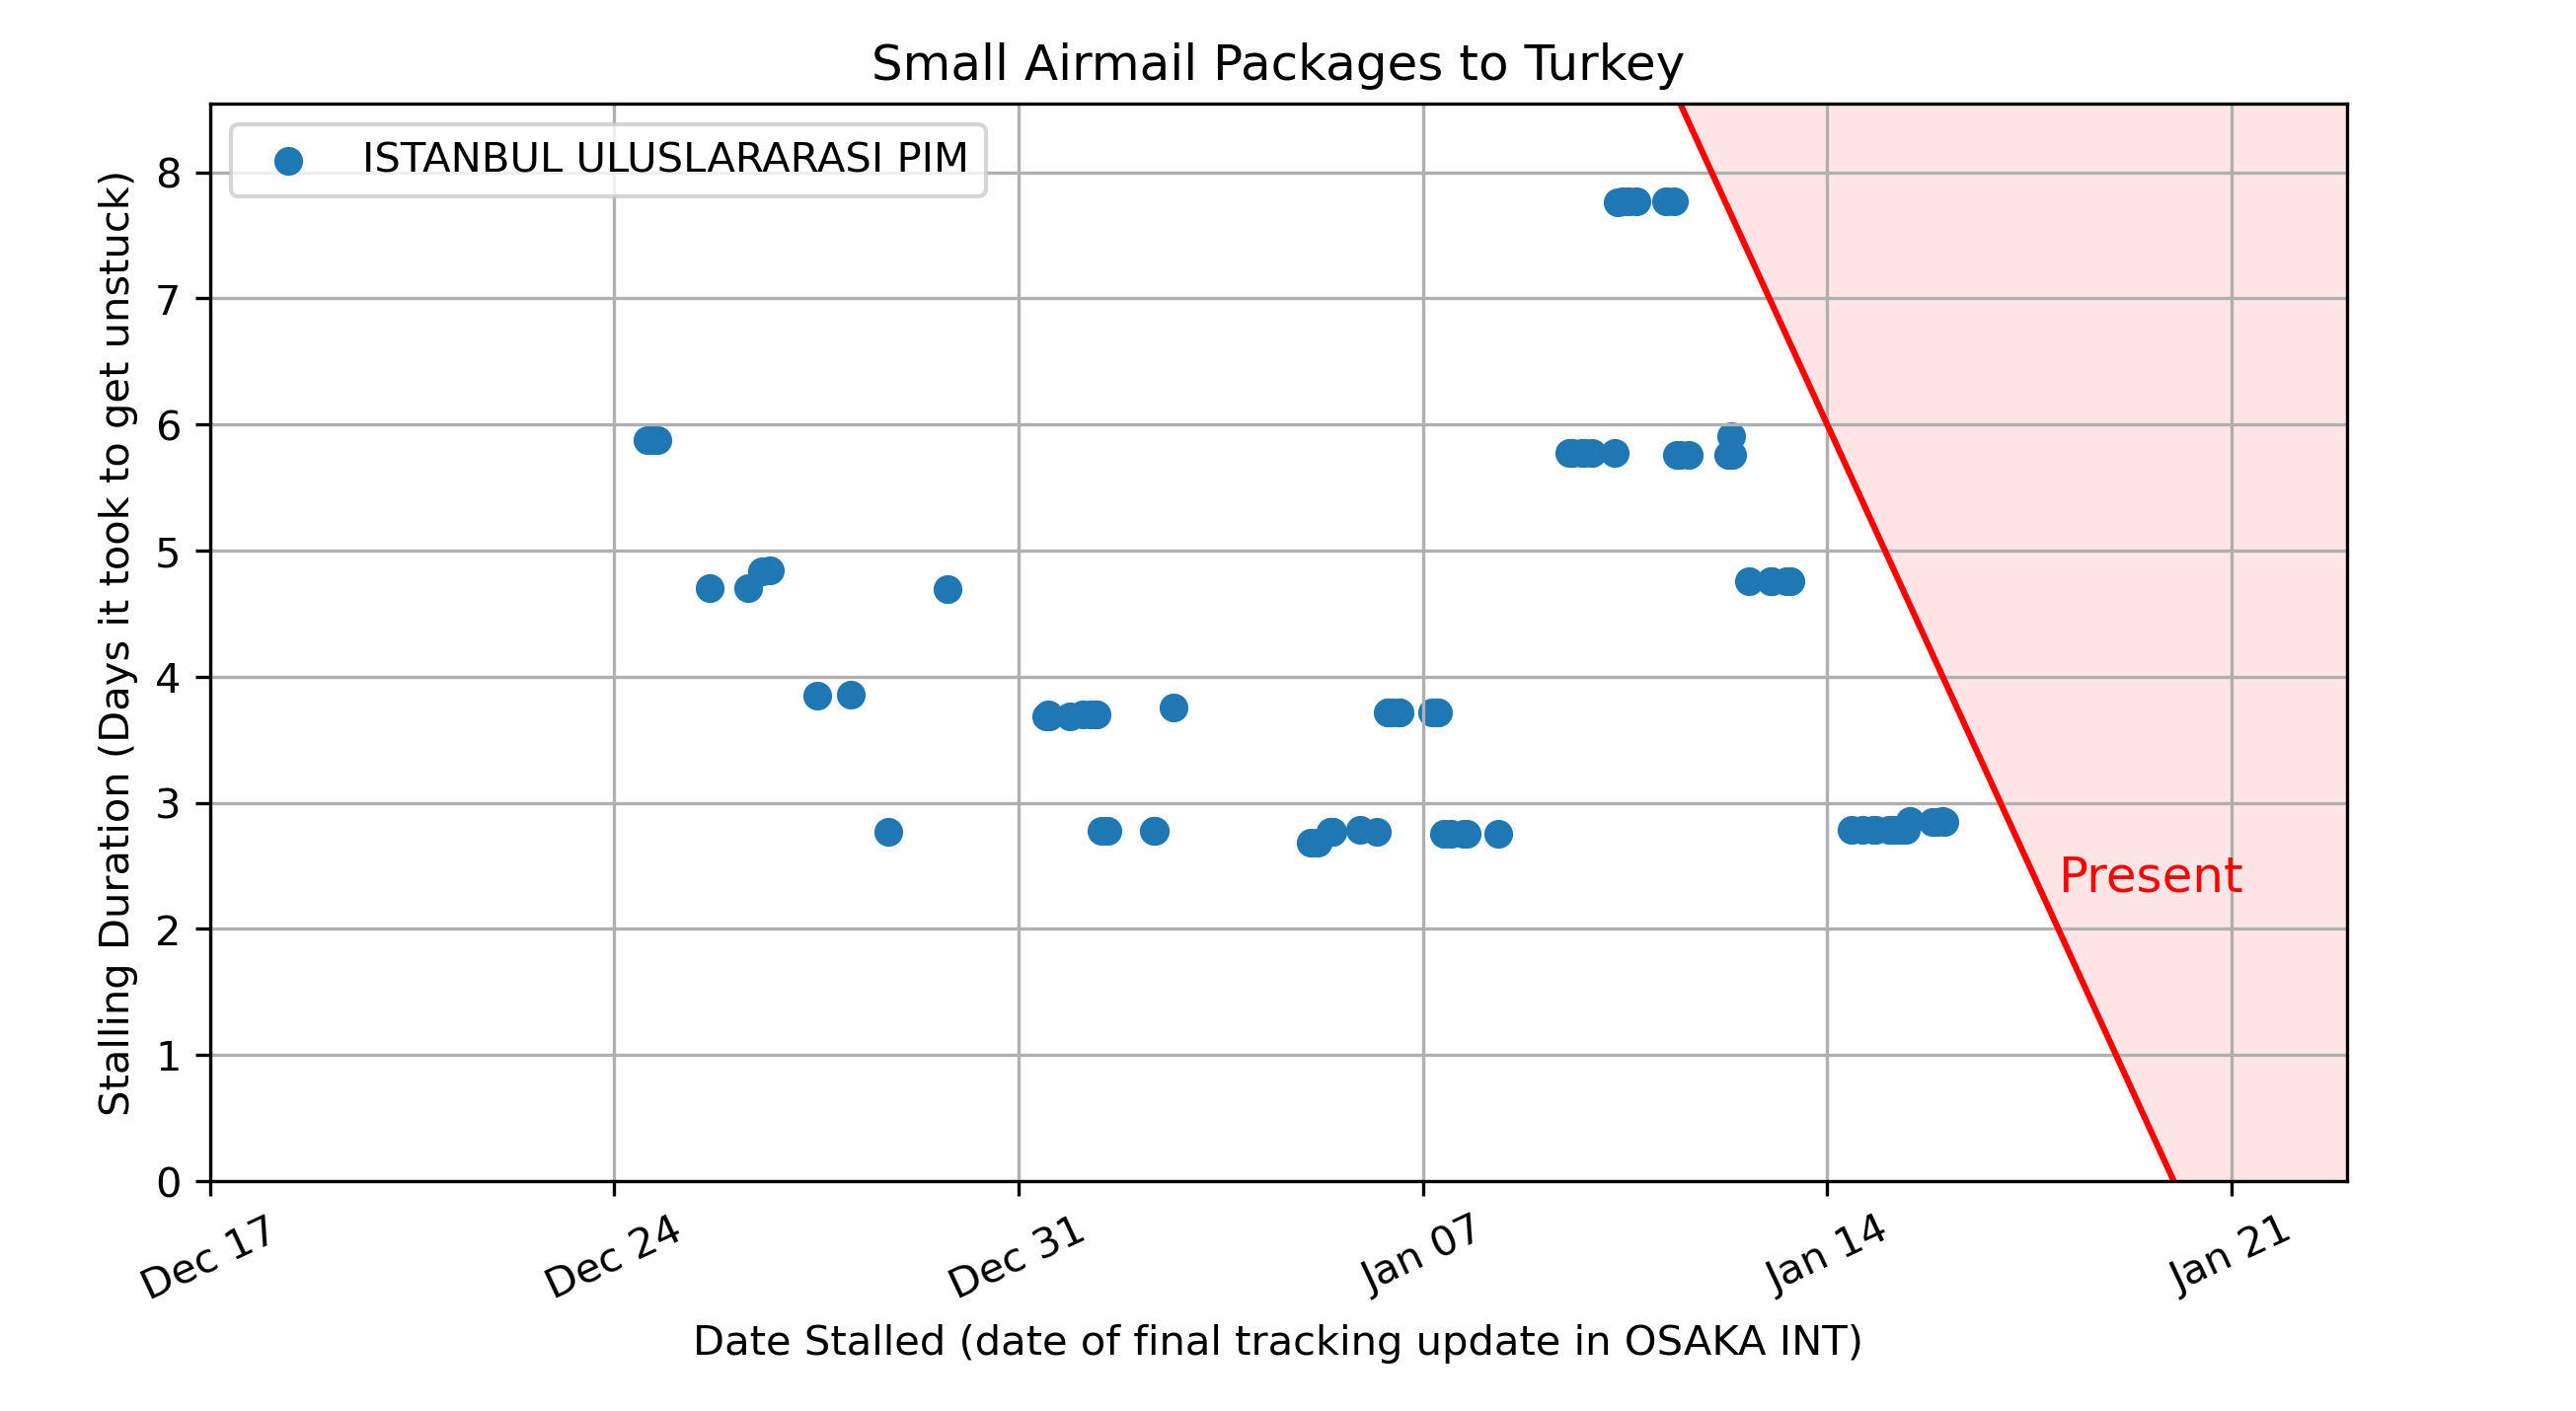 Small Airmail Packages to Turkey
ISTANBUL ULUSLARARASI PIM
Stalling Duration (Days it took to get unstuck)
8
7
6
5
4
3
2
1
0
Present
Dec 17
Dec 24
Dec 31
Jan 07
Jan 14
Jan 21
Date Stalled (date of final tracking update in OSAKA INT)